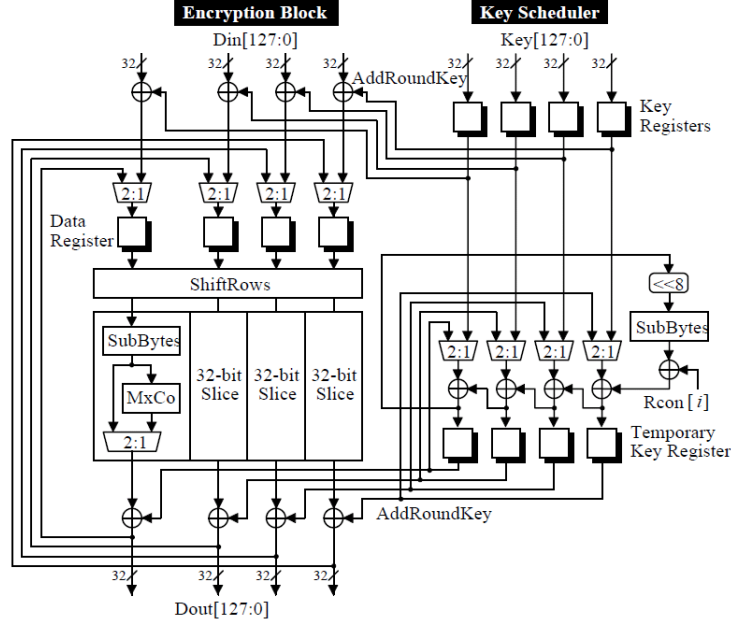 Encryption Block
Key Scheduler
Din[127:0]
Key[127:0]
32 32 32 32 32 32 32 32
AddRoundKey
Key
Registers
2:1 2:1 2:1 2:1
Data
Register
ShiftRows
<<8
SubBytes
SubBytes
2:1 2:1 2:1 2:1
32-bit
Slice
32-bit
Slice
32-bit
Slice
MxCo
Rcon [i]
2:1
Temporary
Key Register
AddRoundKey
32 32 32 32
Dout[127:0]